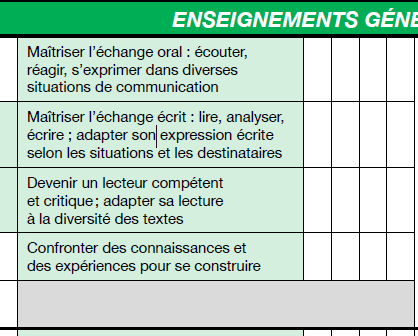 ENSEIGNEMENTS GÉNÉ
Maîtriser l'échange oral : écouter,
réagir, s'exprimer dans diverses
situations de communication
Maîtriser l'échange écrit : lire, analyser,
écrire ; adapter son expression écrite
selon les situations et les destinataires
Devenir un lecteur compétent
et critique ; adapter sa lecture
à la diversité des textes
Confronter des connaissances et
des expériences pour se construire